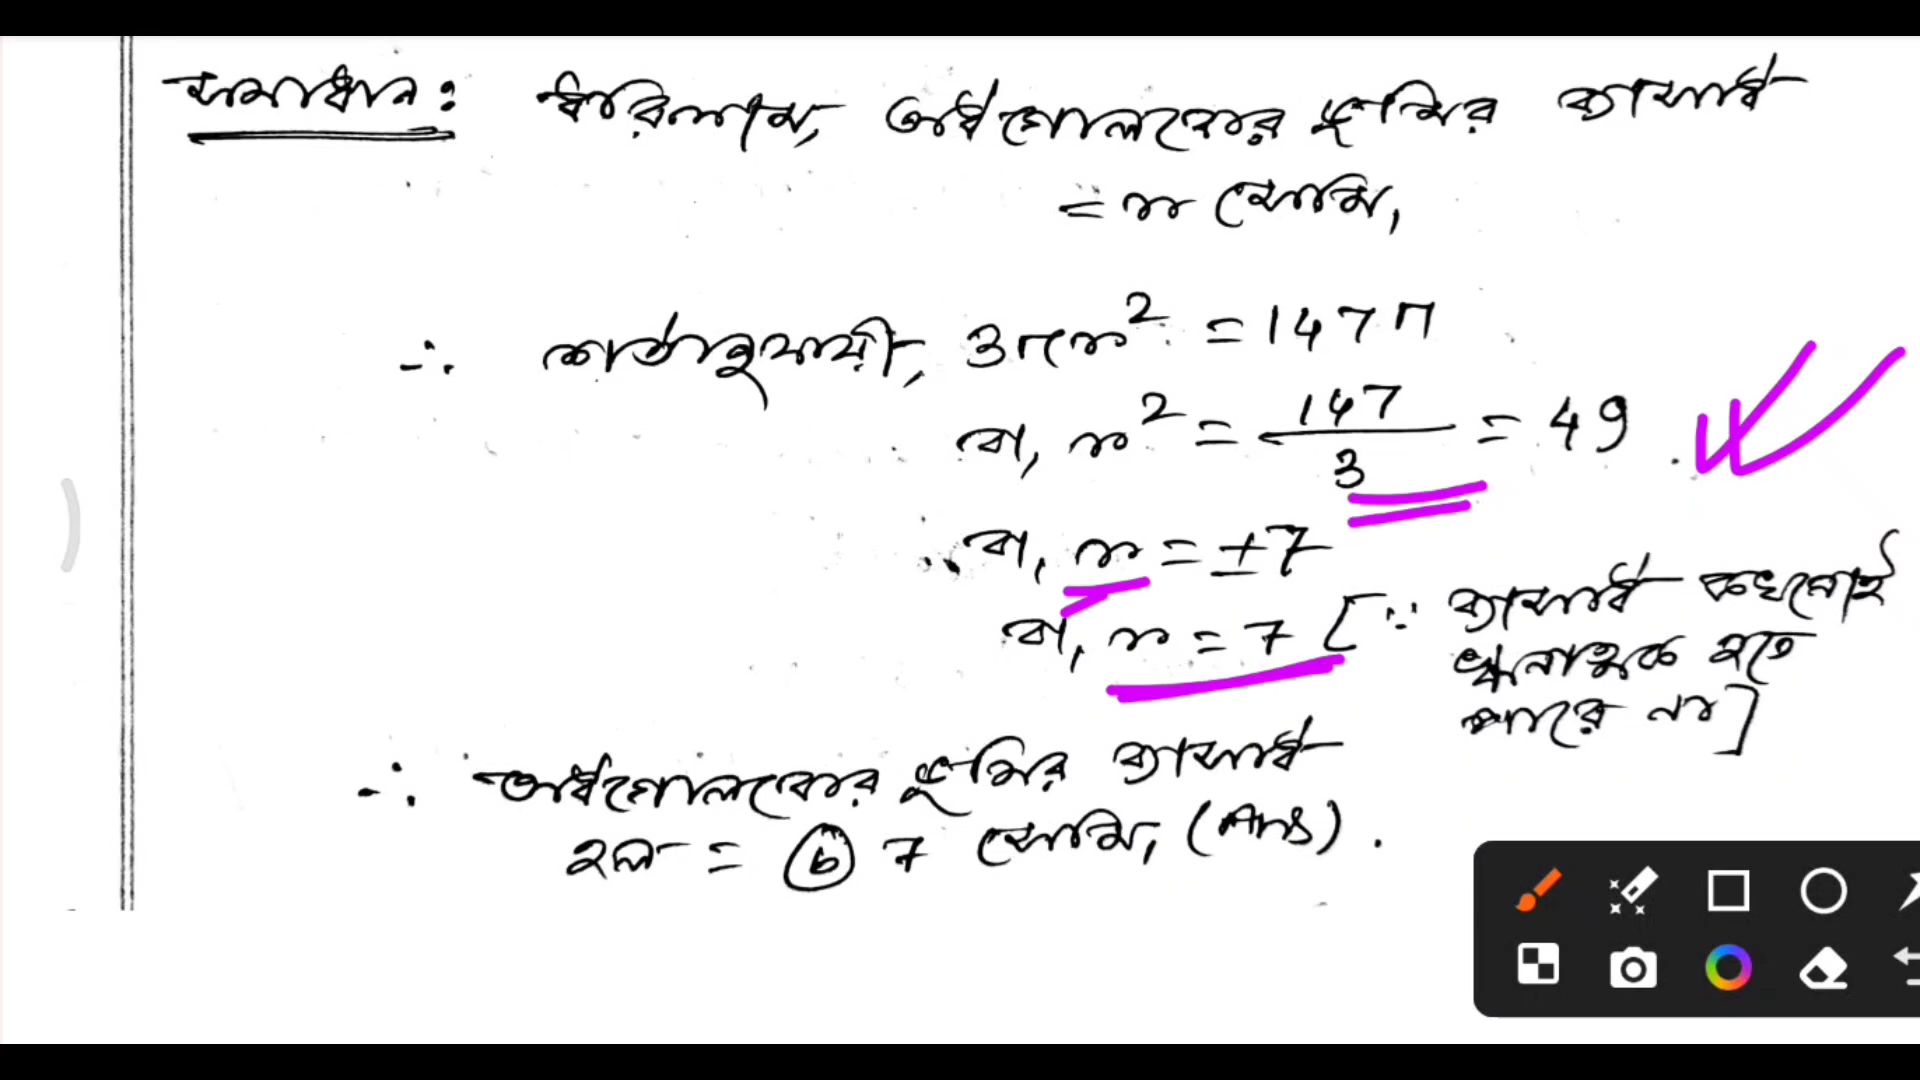 সমাধান: ধরিলাম, অর্ধগোলকের ভূমির ব্যাসার্ধ
= r সেমি,
∴ শর্তানুযায়ী, 3πr² = 147π
বা, r² = 147/3 = 49
বা, r = ±7
বা, r = 7 [∵ ব্যাসার্ধ কখনোই
ঋনাত্মক হতে
পারে না]
∴ অর্ধগোলকের ভূমির ব্যাসার্ধ
হল = ⓑ 7 সেমি, (Ans).